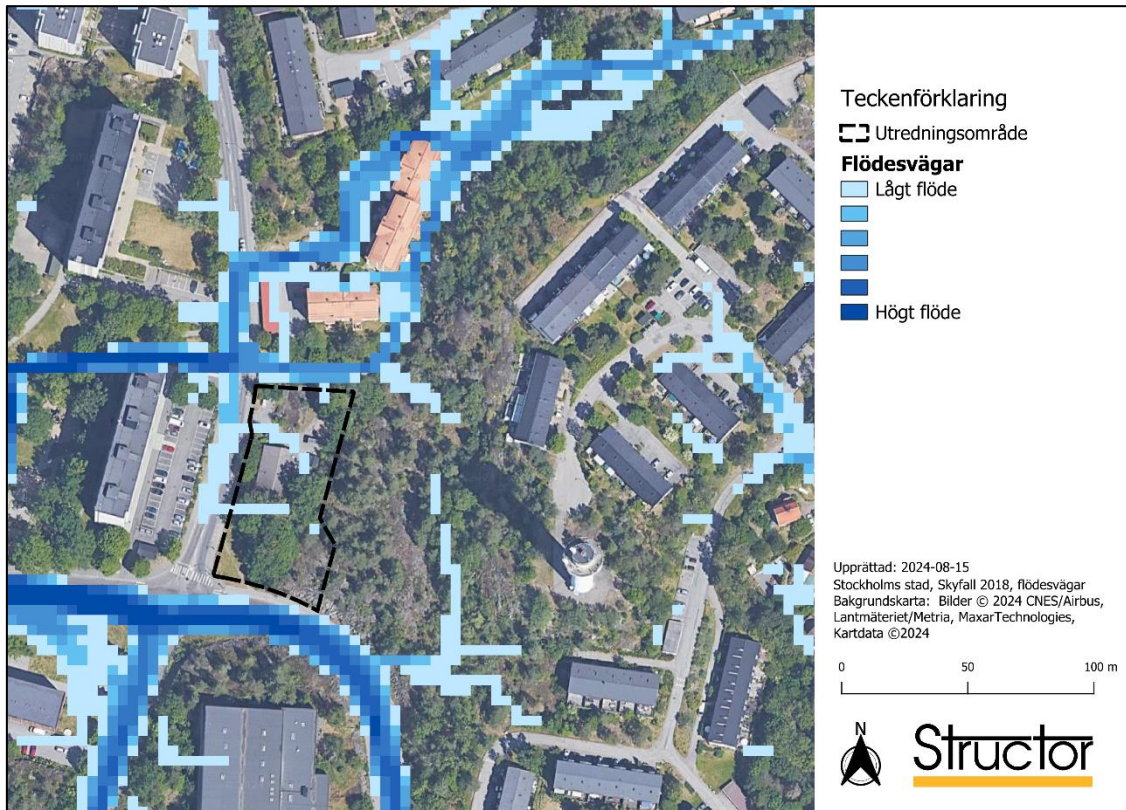 Teckenförklaring
Utredningsområde
Flödesvägar
Lågt flöde
Högt flöde
Upprättad: 2024-08-15
Stockholms stad, Skyfall 2018, flödesvägar
Bakgrundskarta: Bilder © 2024 CNES/Airbus,
Lantmäteriet/Metria, MaxarTechnologies,
Kartdata ©2024
0 50 100 m
N
Structor